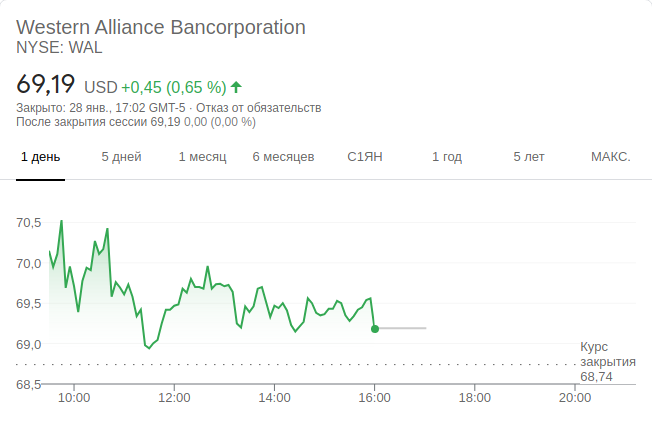 Western Alliance Bancorporation
NYSE: WAL
69,19 USD +0,45 (0,65 %)
Закрыто: 28 янв., 17:02 GMT-5 · Отказ от обязательств
После закрытия сессии 69,19 0,00 (0,00 %)
1 день 5 дней 1 месяц 6 месяцев С1ЯН 1 год 5 лет МАКС.
70,5
70,0
69,5
69,0
68,5
Курс
закрытия
68,74
10:00 12:00 14:00 16:00 18:00 20:00